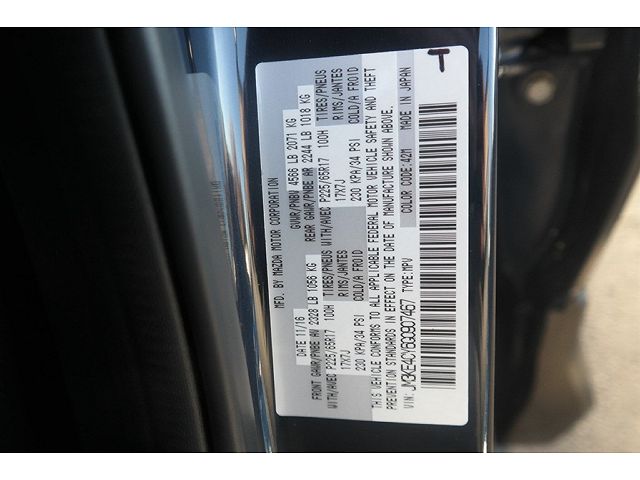 T
MFD. BY MAZDA MOTOR CORPORATION
DATE 11/16 GVWR/PNBV 4566 LB 2071 KG
FRONT GAWR/PNBE AV 2328 LB 1056 KG REAR GAWR/PNBE AR 2244 LB 1018 KG
WITH/AVEC P225/65R17 100H TIRES/PNEUS WITH/AVEC P225/65R17 100H TIRES/PNEUS
17X7J RIMS/JANTES 17X7J RIMS/JANTES
230 KPA/34 PSI COLD/A FROID 230 KPA/34 PSI COLD/A FROID
THIS VEHICLE CONFORMS TO ALL APPLICABLE FEDERAL MOTOR VEHICLE SAFETY AND THEFT
PREVENTION STANDARDS IN EFFECT ON THE DATE OF MANUFACTURE SHOWN ABOVE.
VIN: JM3KE4CY6G0907467 TYPE:MPV COLOR CODE:42M MADE IN JAPAN